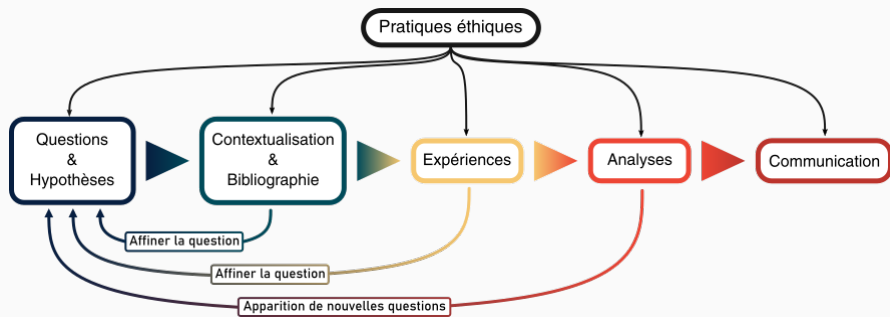 Pratiques éthiques
Questions
&
Hypothèses
Contextualisation
&
Bibliographie
Expériences
Analyses
Communication
Affiner la question
Affiner la question
Apparition de nouvelles questions